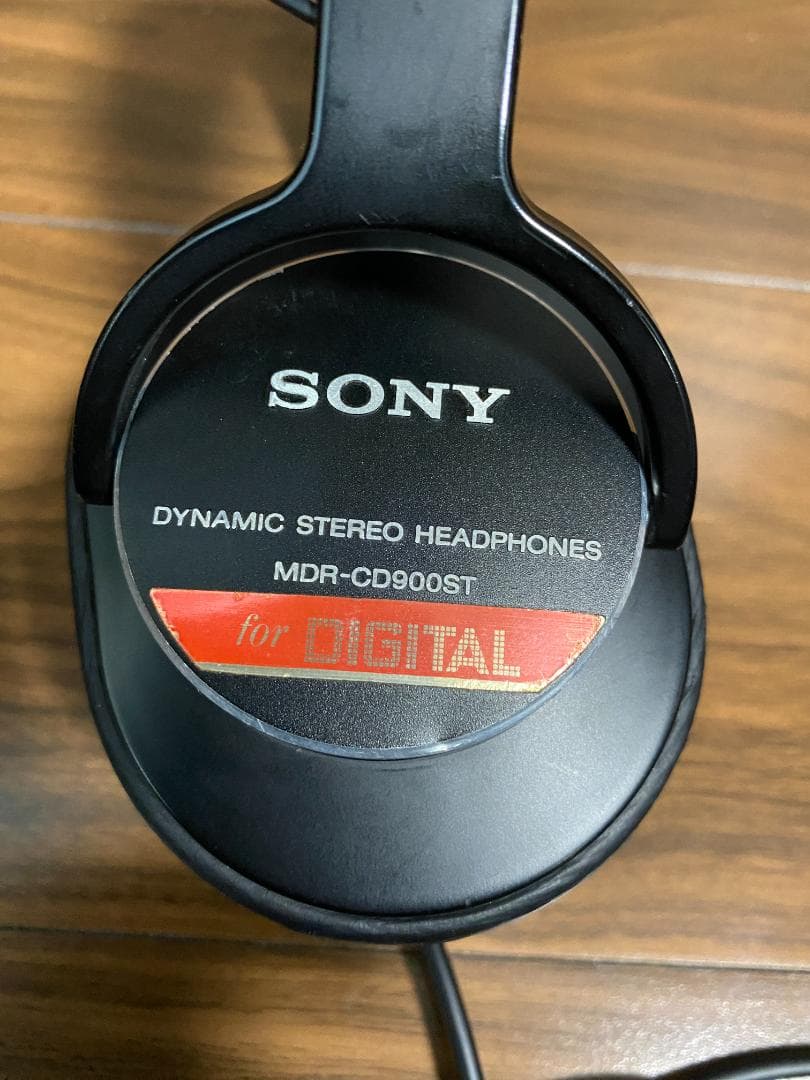 SONY
DYNAMIC STEREO HEADPHONES
MDR-CD900ST
for DIGITAL